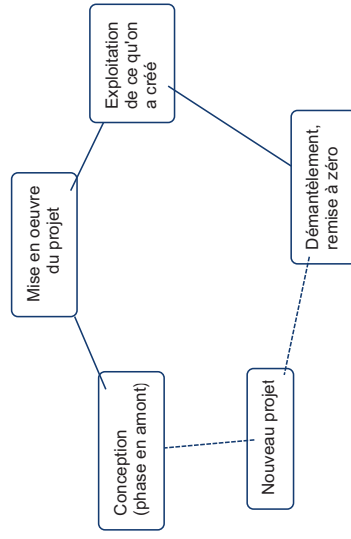 Conception
(phase en amont)
Mise en oeuvre
du projet
Exploitation
de ce qu'on
a créé
Démantèlement,
remise à zéro
Nouveau projet